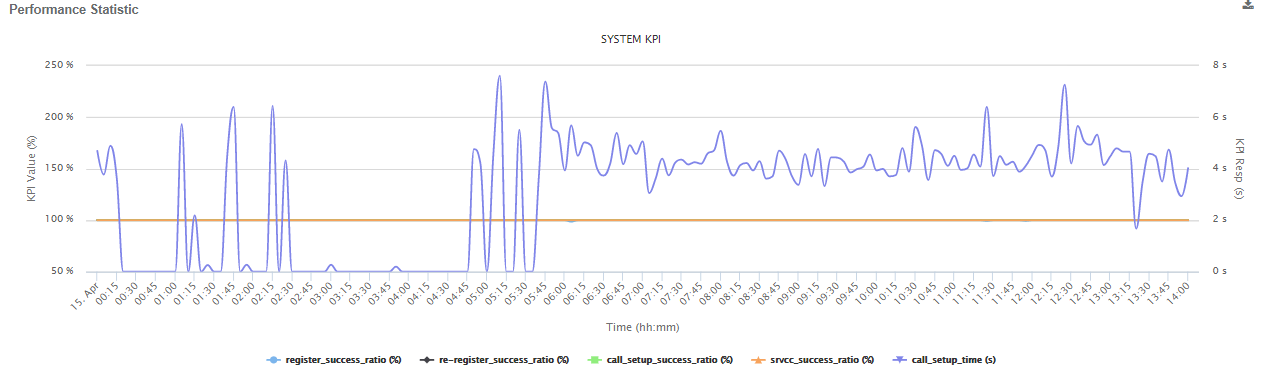 Performance Statistic
SYSTEM KPI
250 %
200 %
150 %
100 %
50 %
KPI Value (%)
8 s
6 s
4 s
2 s
0 s
KPI Resp (s)
15. Apr 00:15 00:30 00:45 01:00 01:15 01:30 01:45 02:00 02:15 02:30 02:45 03:00 03:15 03:30 03:45 04:00 04:15 04:30 04:45 05:00 05:15 05:30 05:45 06:00 06:15 06:30 06:45 07:00 07:15 07:30 07:45 08:00 08:15 08:30 08:45 09:00 09:15 09:30 09:45 10:00 10:15 10:30 10:45 11:00 11:15 11:30 11:45 12:00 12:15 12:30 12:45 13:00 13:15 13:30 13:45 14:00
Time (hh:mm)
register_success_ratio (%) re-register_success_ratio (%) call_setup_success_ratio (%) srvcc_success_ratio (%) call_setup_time (s)